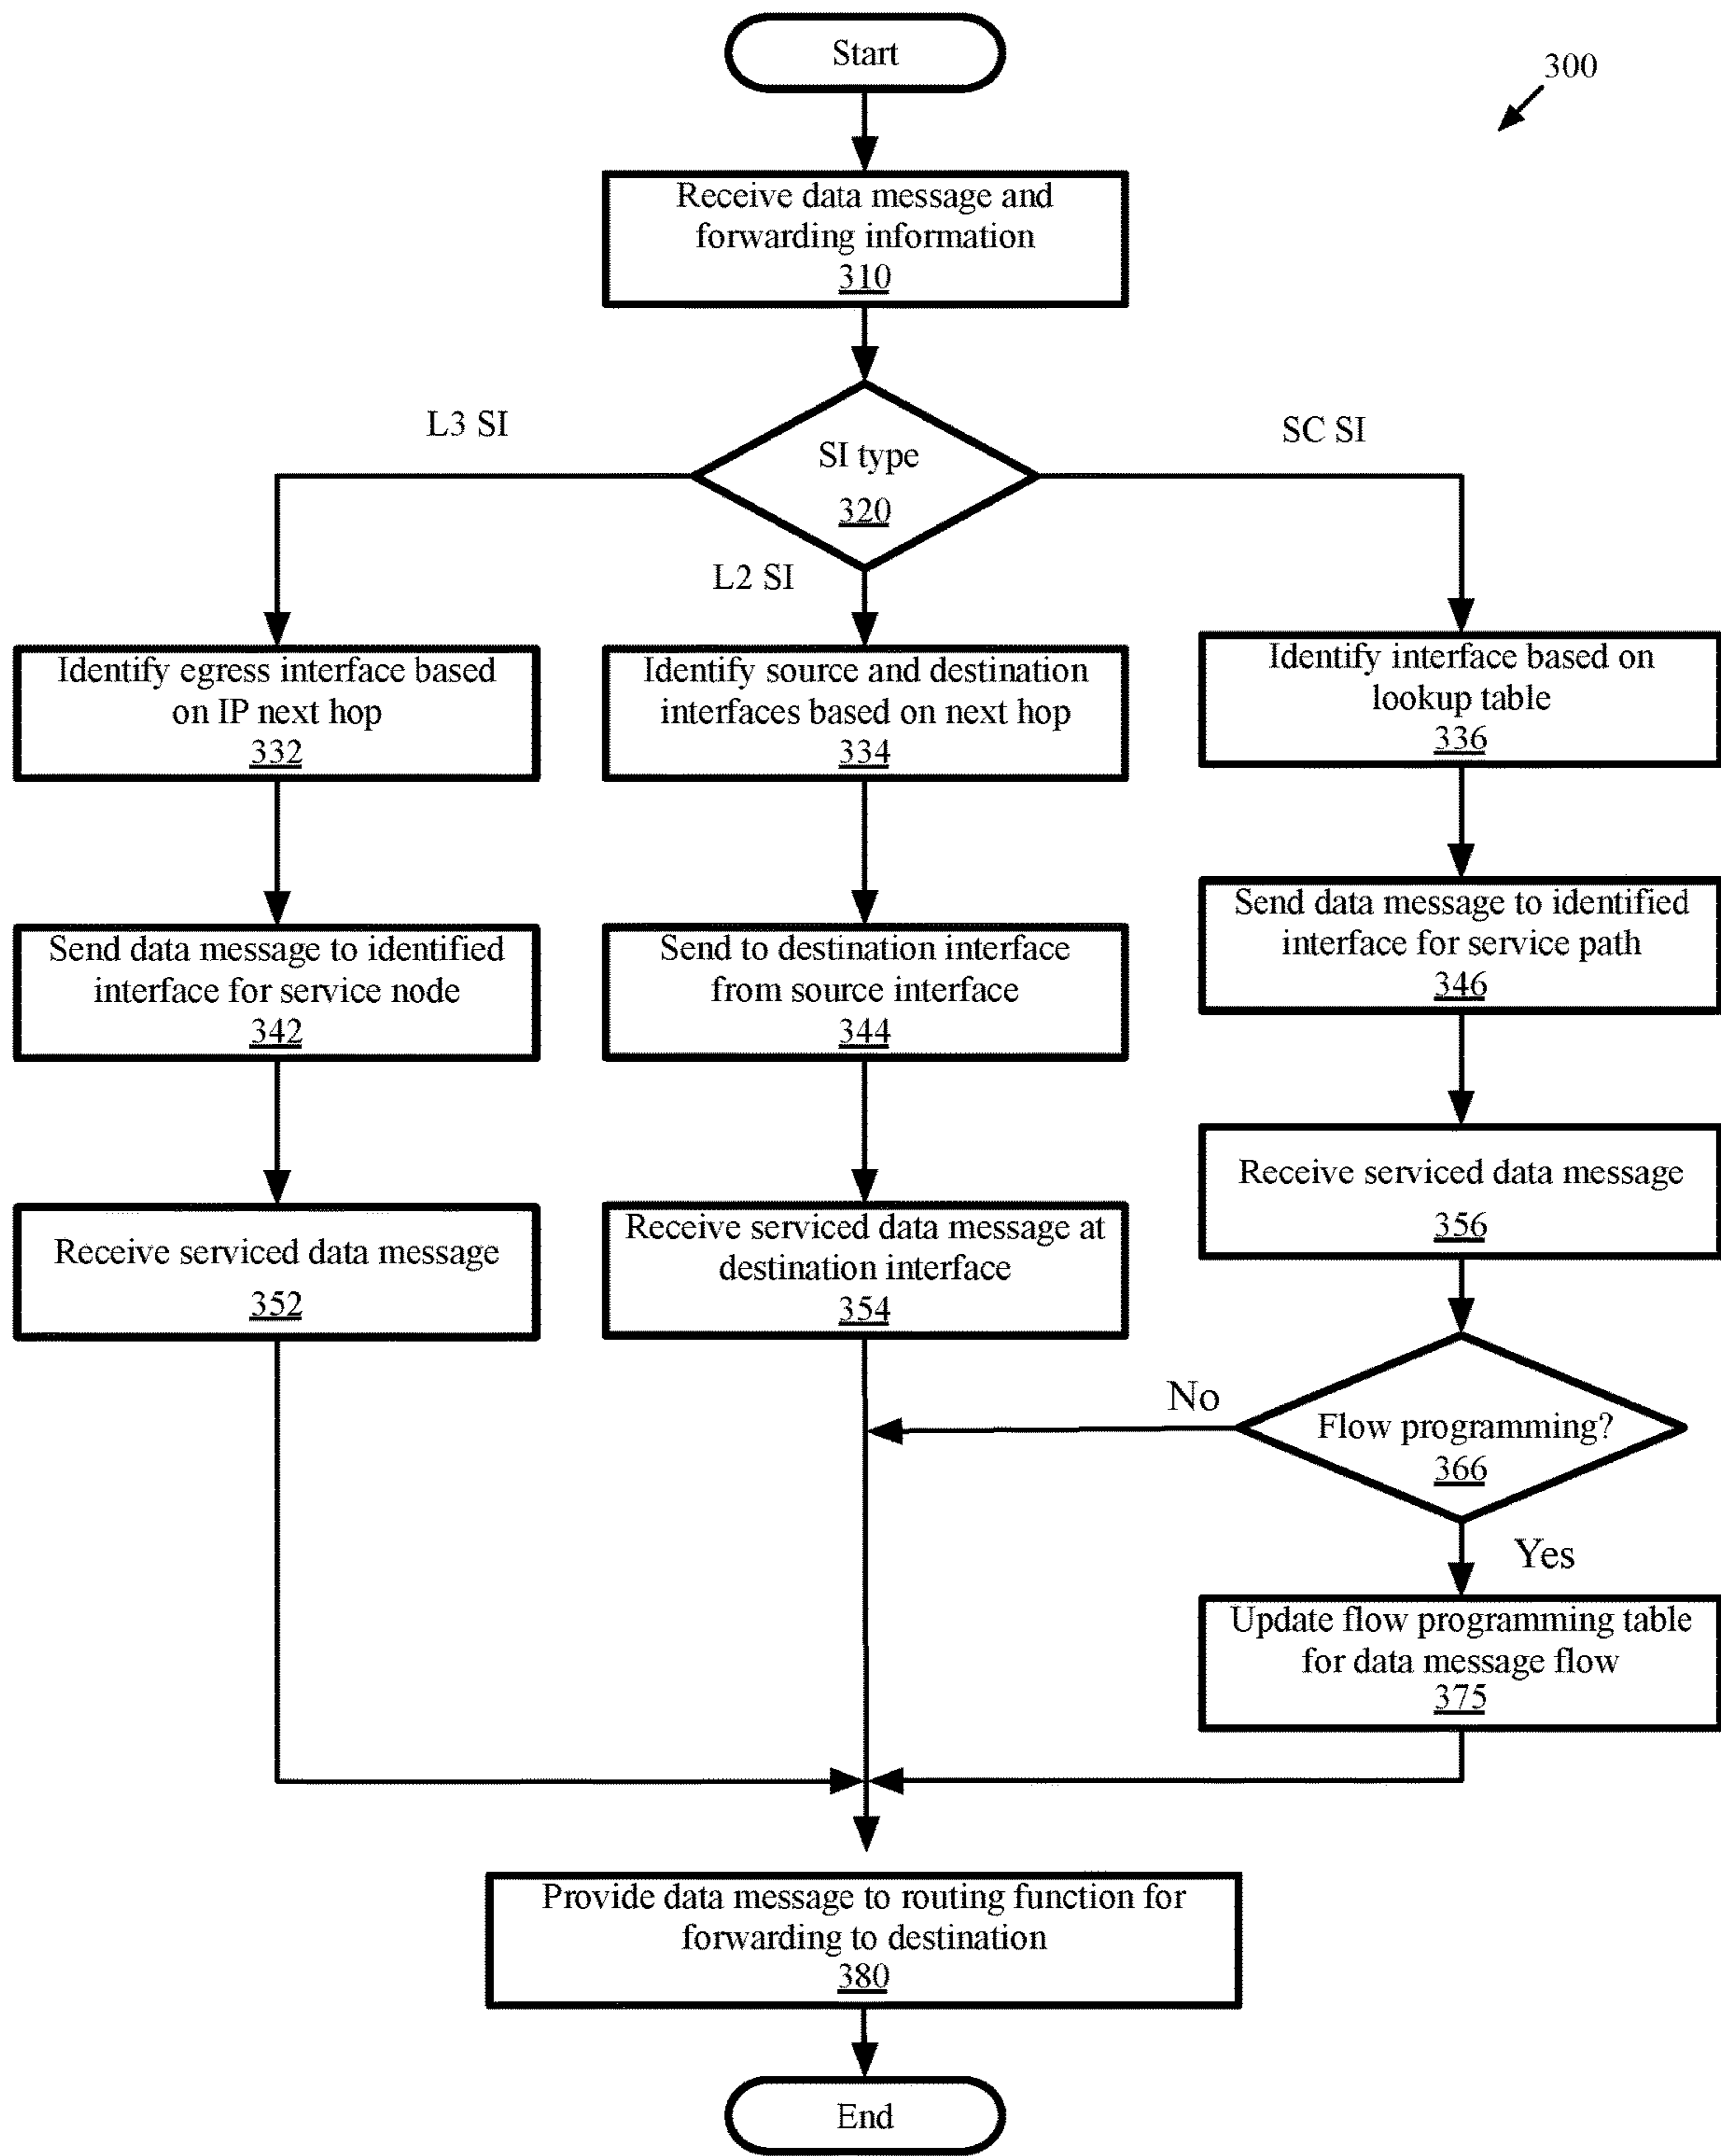 Start
300
Receive data message and
forwarding information
310
L3 SI
SC SI
SI type
320
L2 SI
Identify egress interface based
on IP next hop
332
Identify source and destination
interfaces based on next hop
334
Identify interface based on
lookup table
336
Send data message to identified
interface for service node
342
Send to destination interface
from source interface
344
Send data message to identified
interface for service path
346
Receive serviced data message
352
Receive serviced data message at
destination interface
354
Receive serviced data message
356
No
Flow programming?
366
Yes
Update flow programming table
for data message flow
375
Provide data message to routing function for
forwarding to destination
380
End